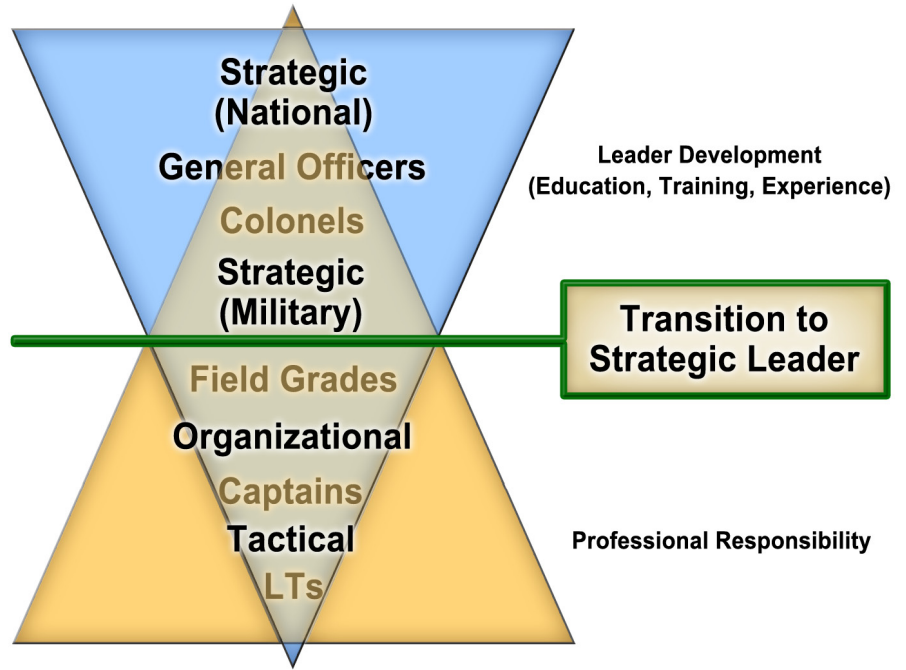 Strategic
(National)
General Officers
Colonels
Strategic
(Military)
Field Grades
Organizational
Captains
Tactical
LTs
Leader Development
(Education, Training, Experience)
Transition to
Strategic Leader
Professional Responsibility